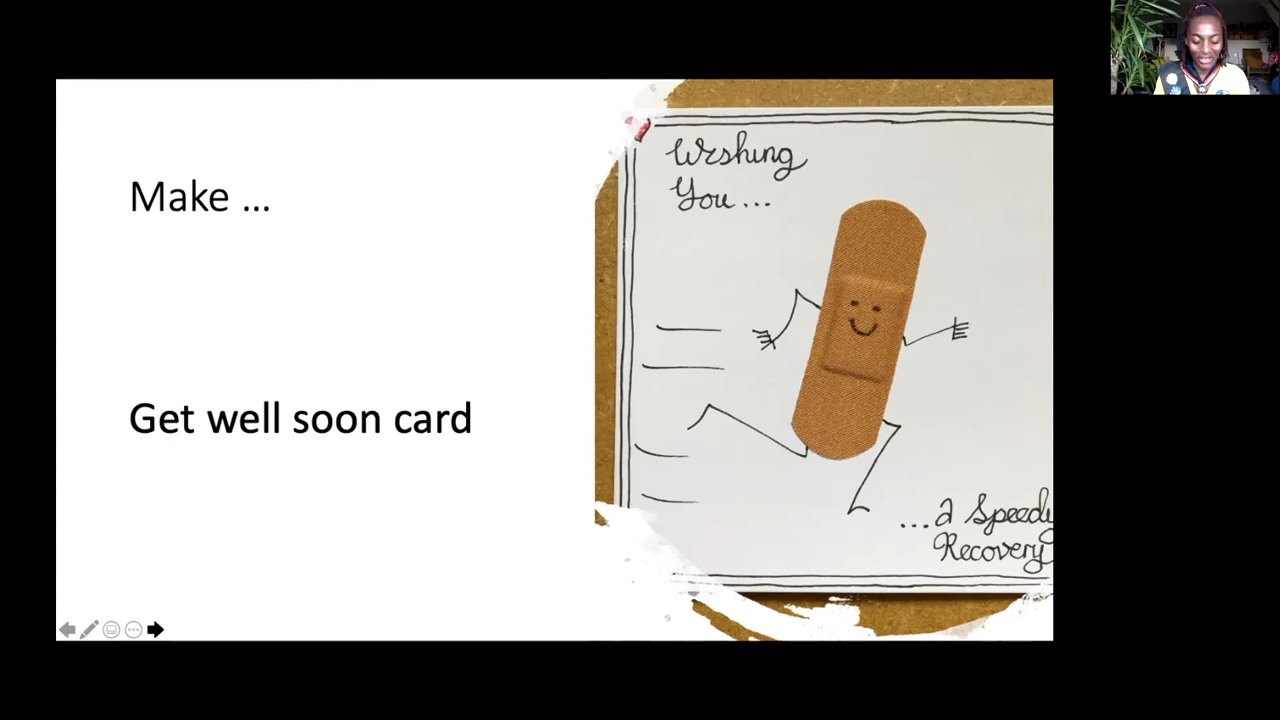 Make ...
Get well soon card
Wishing
You ...
... a Speedy
Recovery